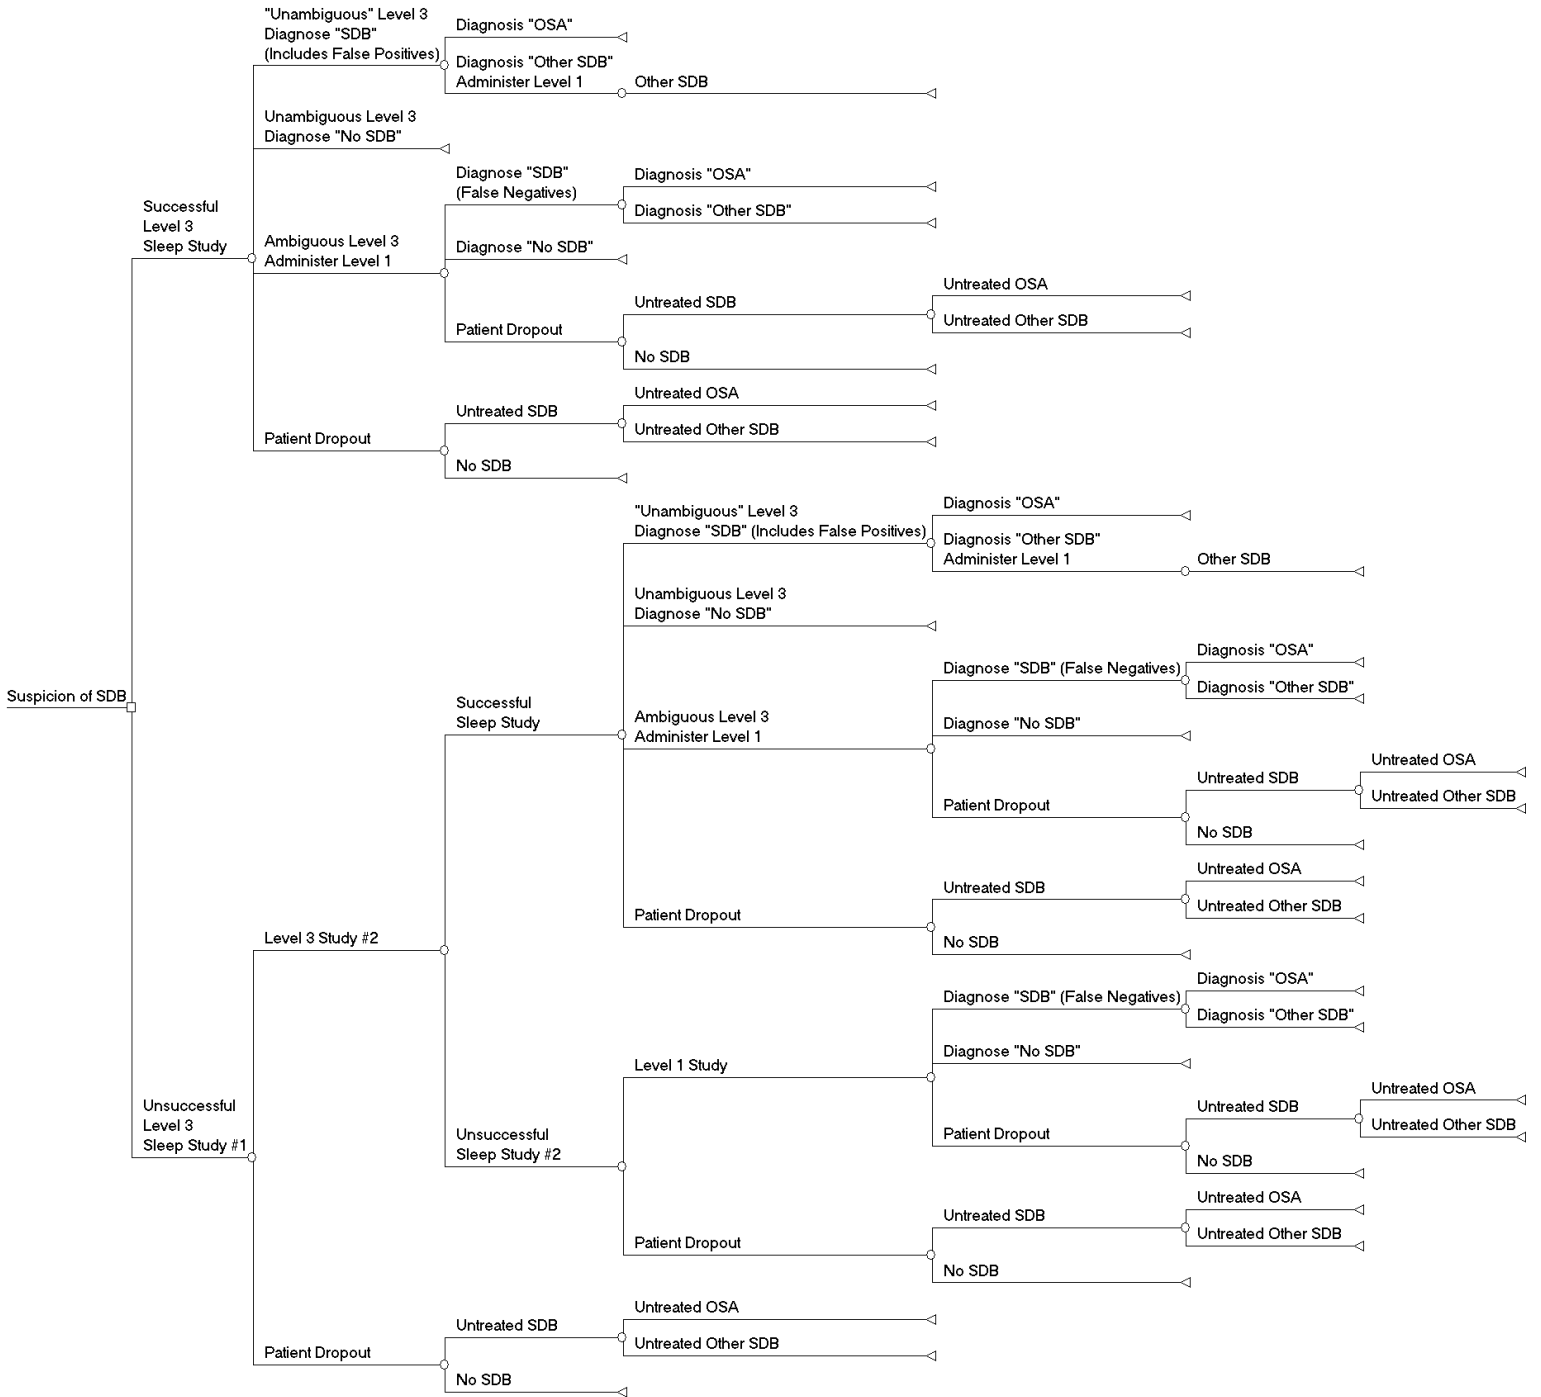 "Unambiguous" Level 3
Diagnose "SDB"
(Includes False Positives)
Diagnosis "OSA"
Diagnosis "Other SDB"
Administer Level 1
Other SDB
Unambiguous Level 3
Diagnose "No SDB"
Diagnose "SDB"
(False Negatives)
Diagnosis "OSA"
Diagnosis "Other SDB"
Successful
Level 3
Sleep Study
Ambiguous Level 3
Administer Level 1
Diagnose "No SDB"
Untreated SDB
Untreated OSA
Untreated Other SDB
Patient Dropout
No SDB
Untreated SDB
Untreated OSA
Untreated Other SDB
Patient Dropout
No SDB
"Unambiguous" Level 3
Diagnose "SDB" (Includes False Positives)
Diagnosis "OSA"
Diagnosis "Other SDB"
Administer Level 1
Other SDB
Unambiguous Level 3
Diagnose "No SDB"
Diagnose "SDB" (False Negatives)
Diagnosis "OSA"
Diagnosis "Other SDB"
Suspicion of SDB
Successful
Sleep Study
Ambiguous Level 3
Administer Level 1
Diagnose "No SDB"
Untreated SDB
Untreated OSA
Untreated Other SDB
Patient Dropout
No SDB
Untreated SDB
Untreated OSA
Untreated Other SDB
Patient Dropout
No SDB
Level 3 Study #2
Diagnose "SDB" (False Negatives)
Diagnosis "OSA"
Diagnosis "Other SDB"
Level 1 Study
Diagnose "No SDB"
Untreated SDB
Untreated OSA
Untreated Other SDB
Patient Dropout
No SDB
Unsuccessful
Level 3
Sleep Study #1
Unsuccessful
Sleep Study #2
Untreated SDB
Untreated OSA
Untreated Other SDB
Patient Dropout
No SDB
Untreated SDB
Untreated OSA
Untreated Other SDB
Patient Dropout
No SDB